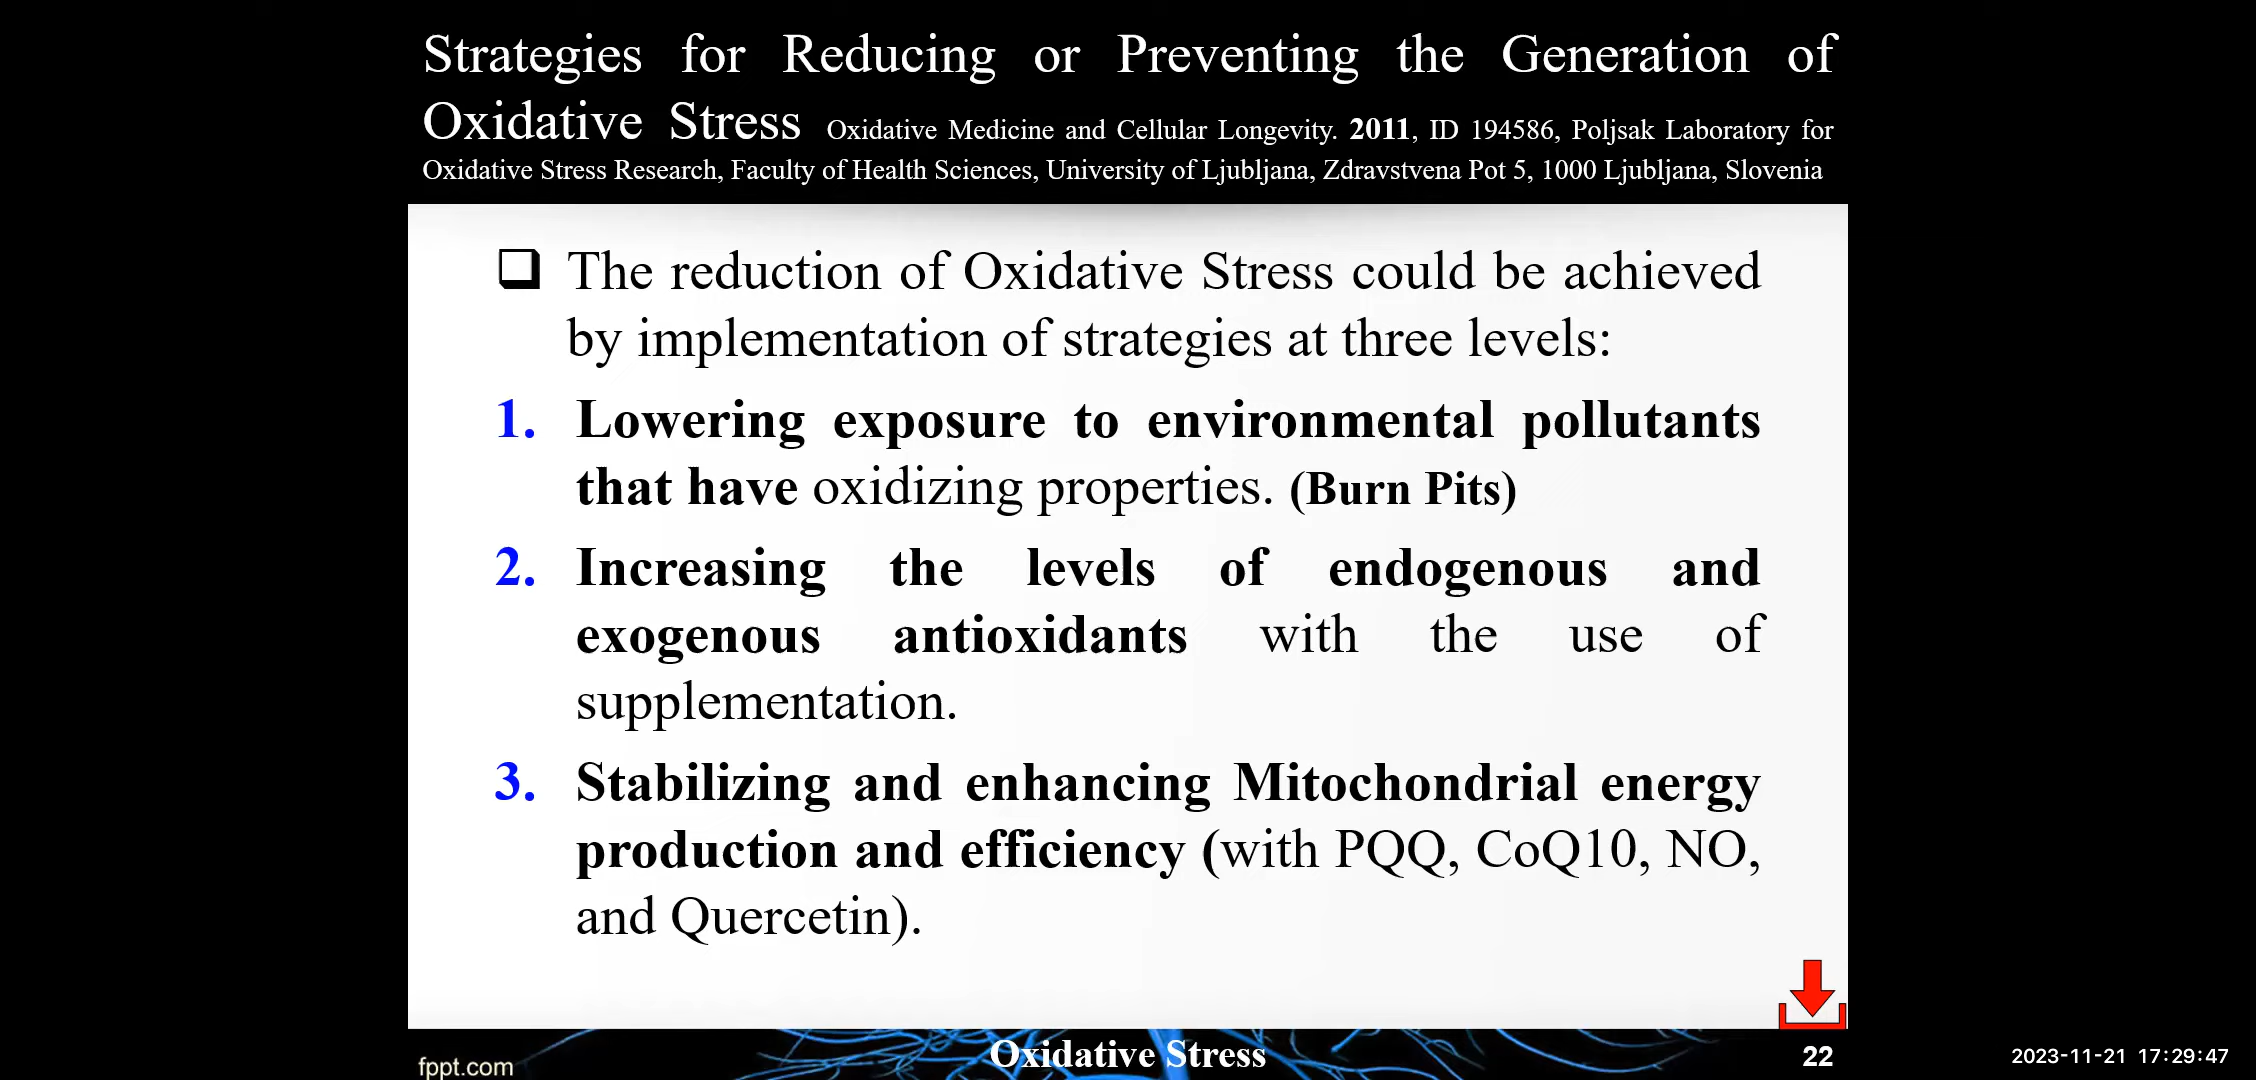 Strategies for Reducing or Preventing the Generation of
Oxidative Stress Oxidative Medicine and Cellular Longevity. 2011, ID 194586, Poljsak Laboratory for
Oxidative Stress Research, Faculty of Health Sciences, University of Ljubljana, Zdravstvena Pot 5, 1000 Ljubljana, Slovenia
❑ The reduction of Oxidative Stress could be achieved
by implementation of strategies at three levels:
1. Lowering exposure to environmental pollutants
that have oxidizing properties. (Burn Pits)
2. Increasing the levels of endogenous and
exogenous antioxidants with the use of
supplementation.
3. Stabilizing and enhancing Mitochondrial energy
production and efficiency (with PQQ, CoQ10, NO,
and Quercetin).
fppt.com
Oxidative Stress
22
2023-11-21 17:29:47